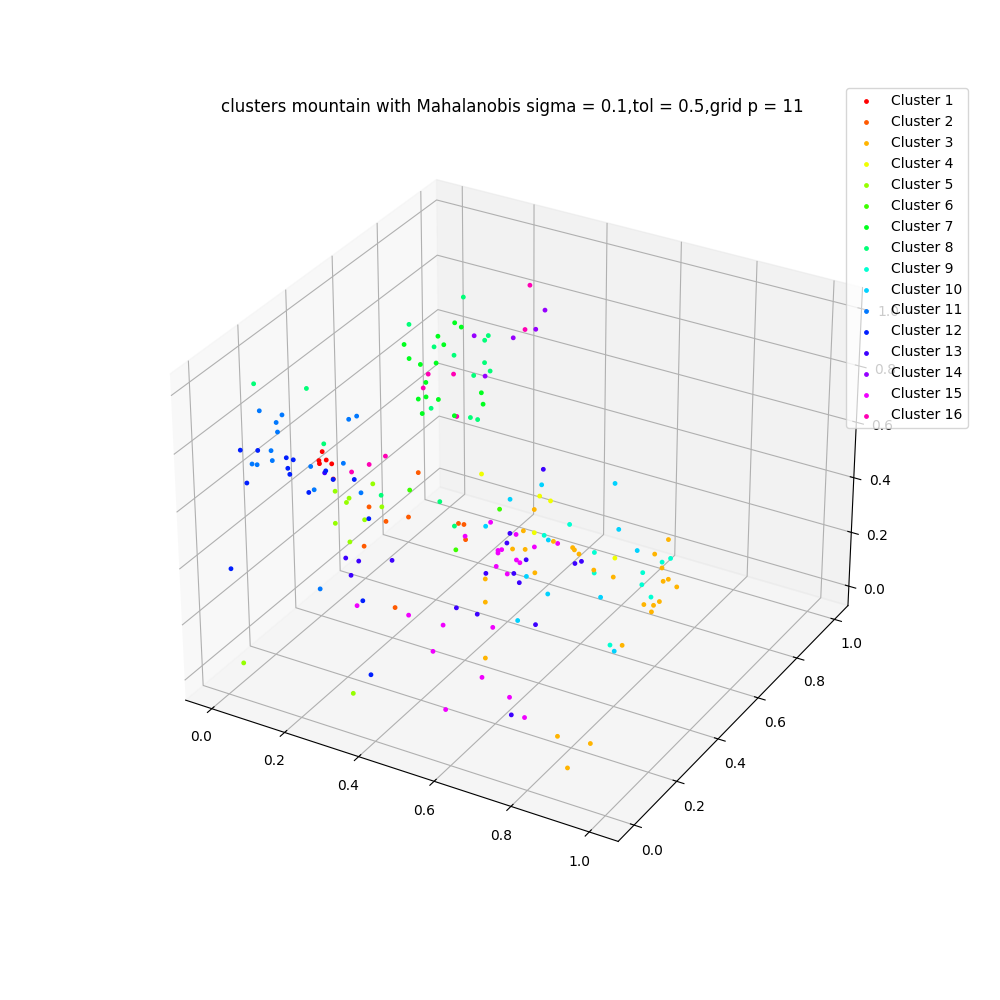 clusters mountain with Mahalanobis sigma = 0.1,tol = 0.5,grid p = 11
Cluster 1
Cluster 2
Cluster 3
Cluster 4
Cluster 5
Cluster 6
Cluster 7
Cluster 8
Cluster 9
Cluster 10
Cluster 11
Cluster 12
Cluster 13
Cluster 14
Cluster 15
Cluster 16
1.0
0.8
0.6
0.4
0.2
0.0
0.0
0.2
0.4
0.6
0.8
1.0
0.0
0.2
0.4
0.6
0.8
1.0